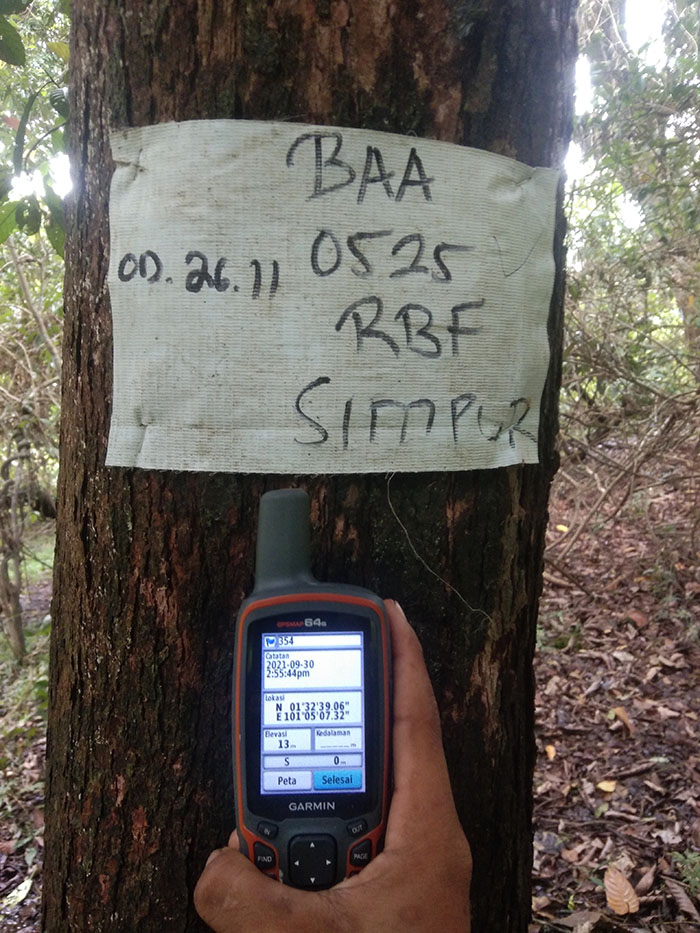 BAA
OD. 26.11 0525
RBF
SIMPUR
GPSMAP 64s
354
Catatan
2021-09-30
2:55:44pm
Lokasi
N 01°32'39.06"
E 101°05'07.32"
Elevasi Kedalaman
13m _____m
S 0m
Peta Selesai
GARMIN
IN OUT
FIND PAGE